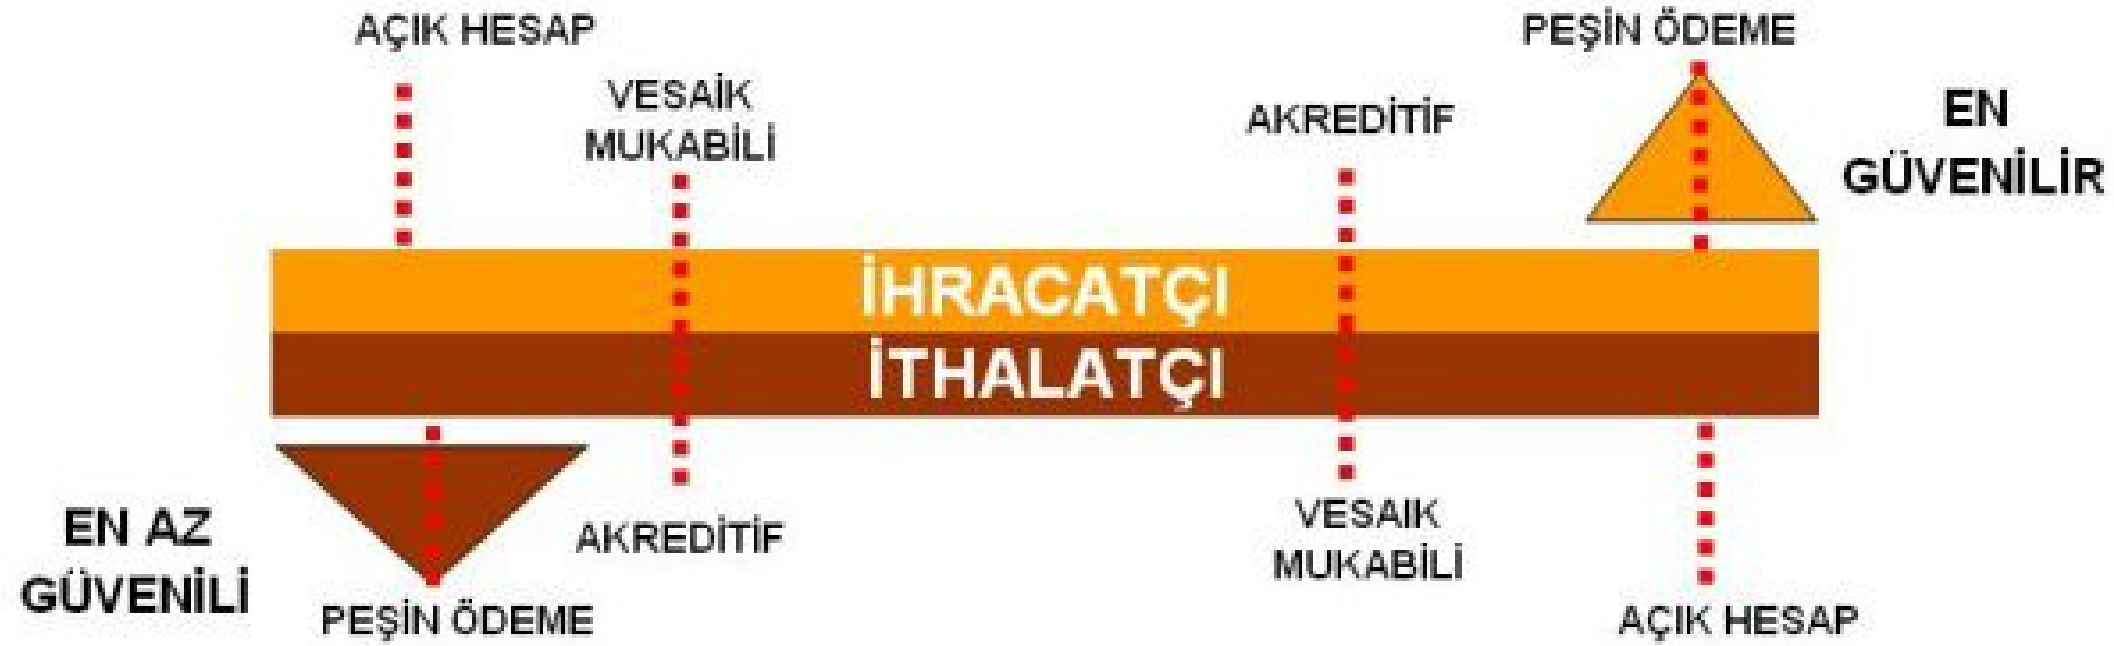 AÇIK HESAP
PEŞİN ÖDEME
VESAİK
MUKABİLİ
AKREDİTİF
EN
GÜVENİLİR
İHRACATÇI
İTHALATÇI
EN AZ
GÜVENİLİ
PEŞİN ÖDEME
AKREDİTİF
VESAIK
MUKABİLİ
AÇIK HESAP